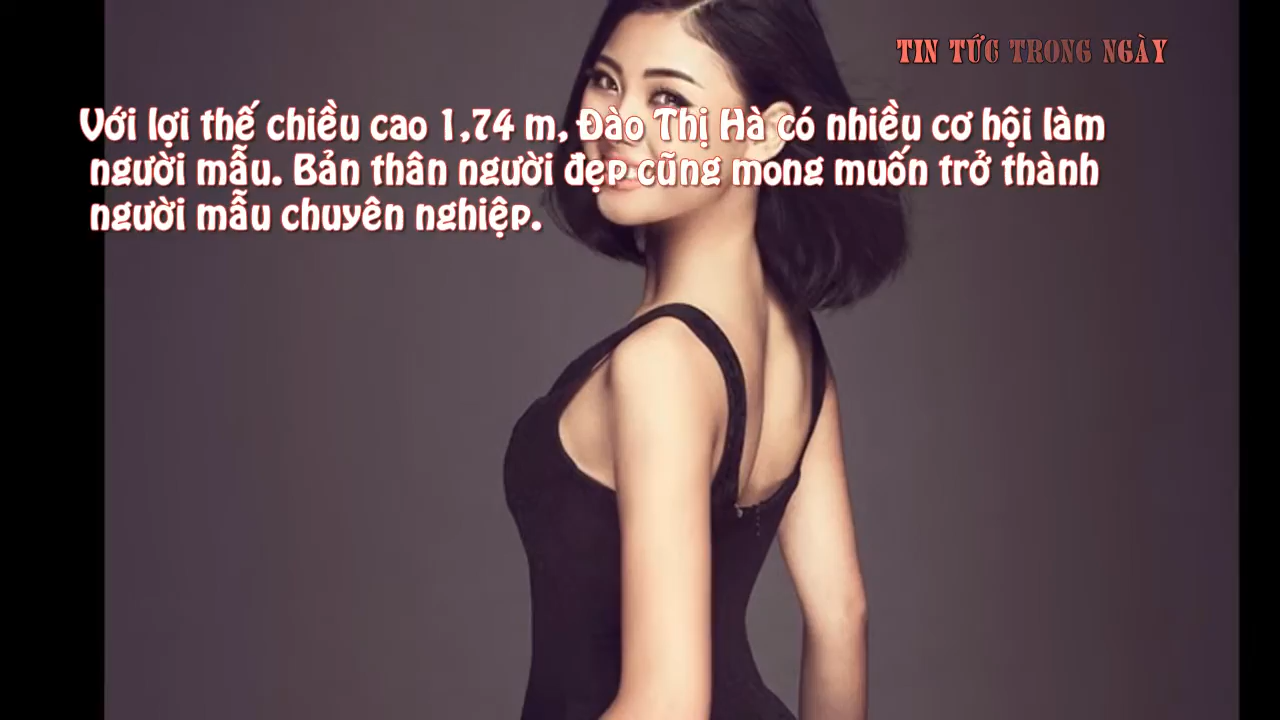 TIN TỨC TRONG NGÀY
Với lợi thế chiều cao 1,74 m, Đào Thị Hà có nhiều cơ hội làm
người mẫu. Bản thân người đẹp cũng mong muốn trở thành
người mẫu chuyên nghiệp.